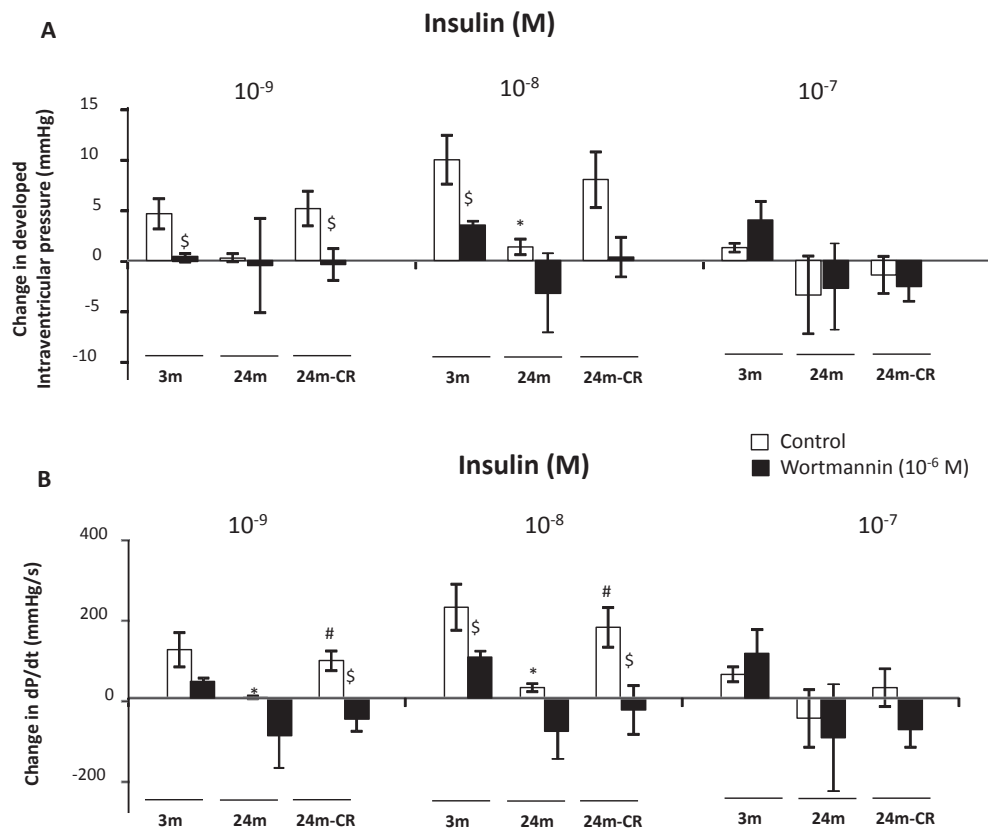 A
Insulin (M)
10⁻⁹ 10⁻⁸ 10⁻⁷
Change in developed
Intraventricular pressure (mmHg)
15
10
5
0
-5
-10
$ $ $ *
3m 24m 24m-CR 3m 24m 24m-CR 3m 24m 24m-CR
Control
Wortmannin (10⁻⁶ M)
B
Insulin (M)
10⁻⁹ 10⁻⁸ 10⁻⁷
Change in dP/dt (mmHg/s)
400
200
0
-200
* # $ $ * # $
3m 24m 24m-CR 3m 24m 24m-CR 3m 24m 24m-CR